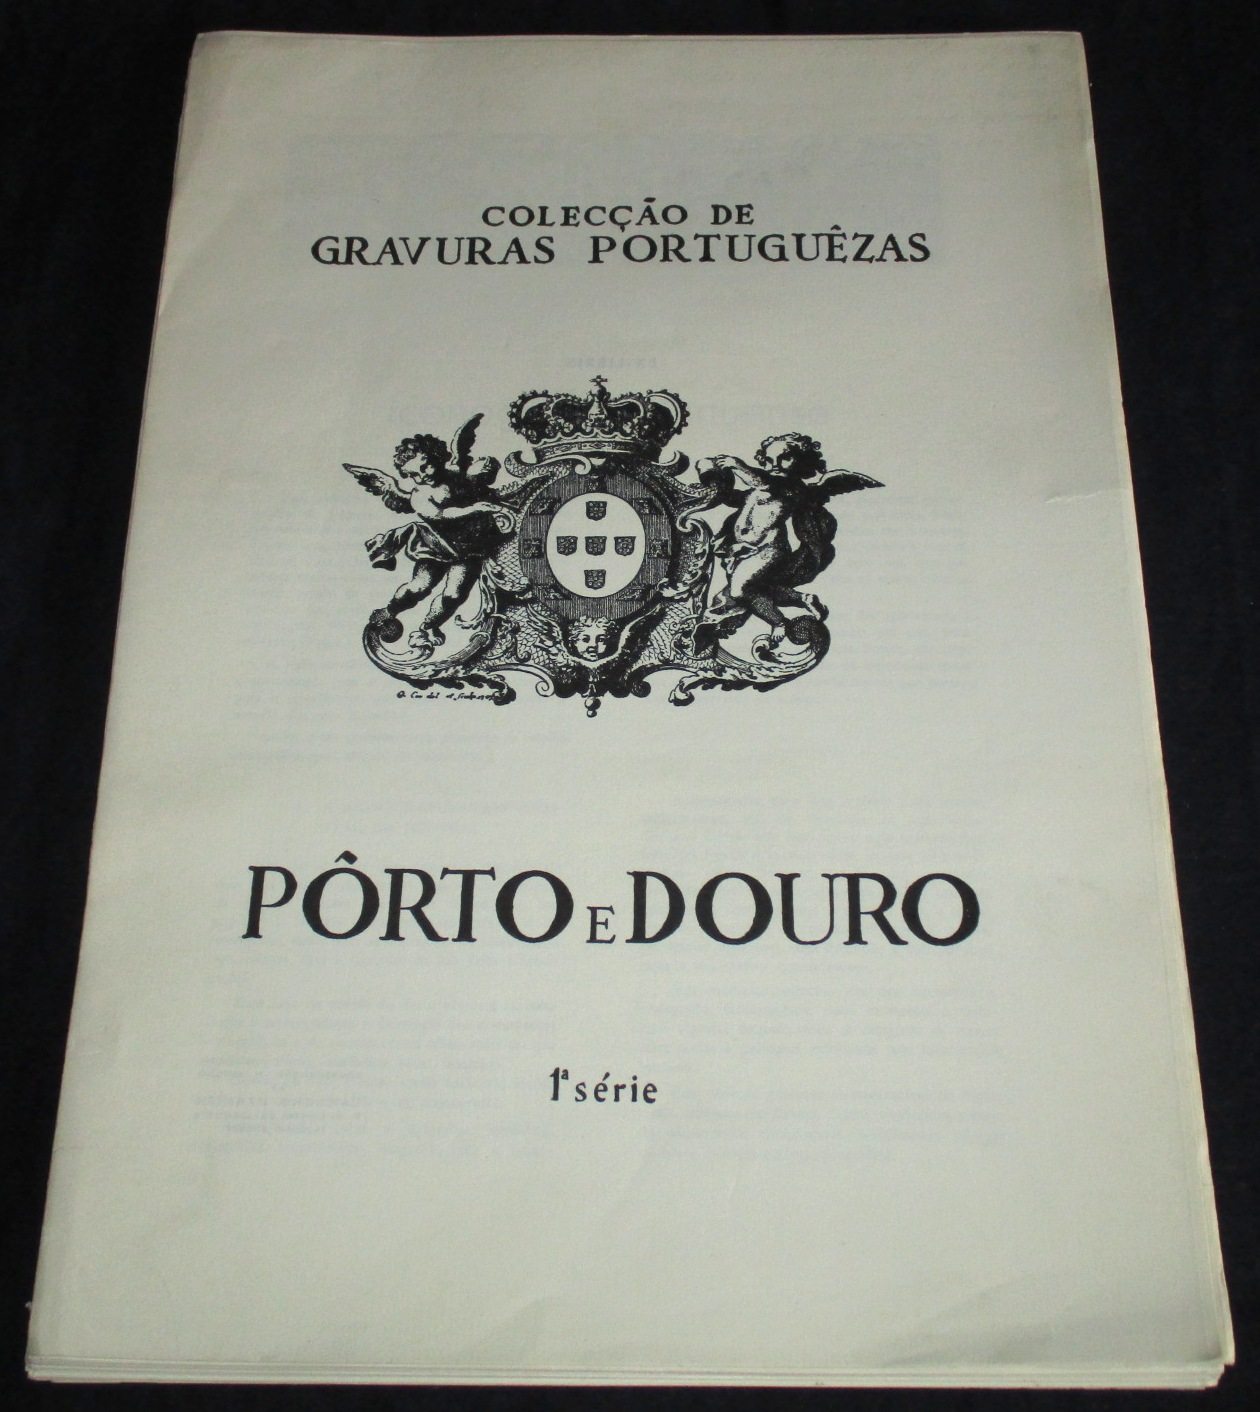 COLECÇÃO DE
GRAVURAS PORTUGUÊZAS
PÔRTO E DOURO
1ª série